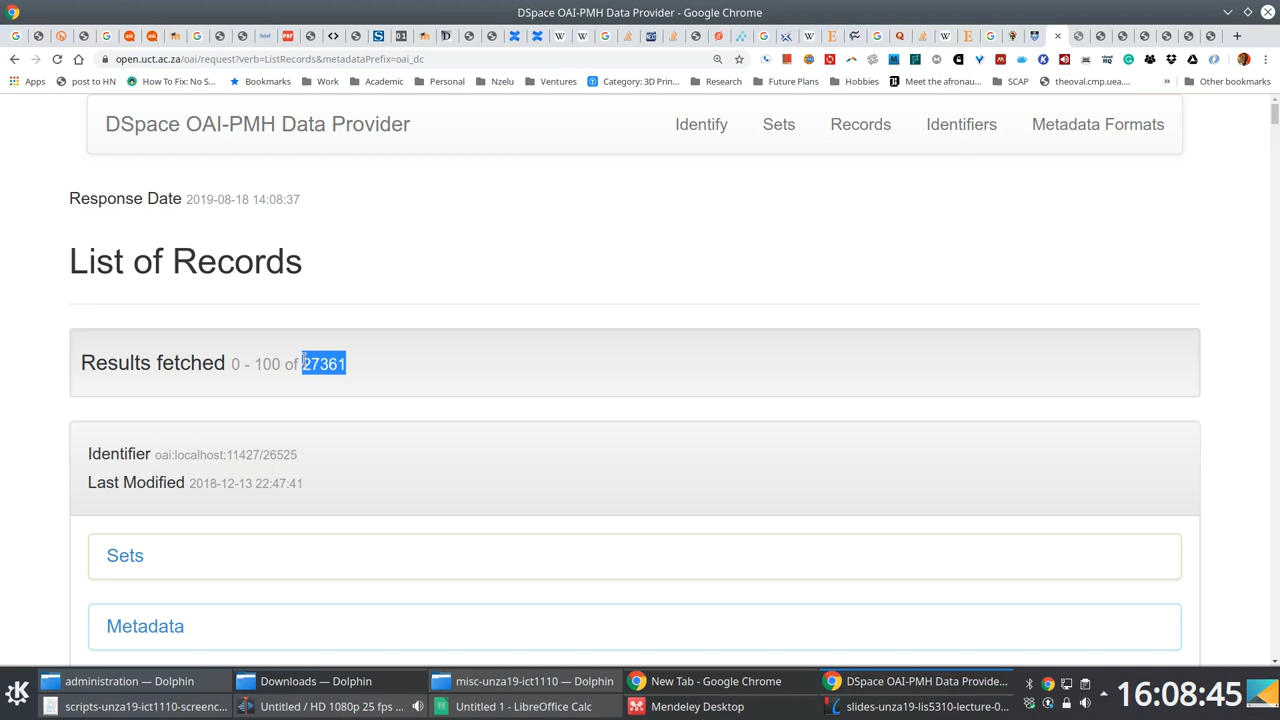 DSpace OAI-PMH Data Provider - Google Chrome
open.uct.ac.za/oai/request?verb=ListRecords&metadataPrefix=oai_dc
Apps post to HN How To Fix: No S... Bookmarks Work Academic Personal Nzelu Ventures Category: 3D Prin... Research Future Plans Hobbies Meet the afronau... SCAP theoval.cmp.uea.... » Other bookmarks
DSpace OAI-PMH Data Provider Identify Sets Records Identifiers Metadata Formats
Response Date 2019-08-18 14:08:37
List of Records
Results fetched 0 - 100 of 27361
Identifier oai:localhost:11427/26525
Last Modified 2018-12-13 22:47:41
Sets
Metadata
administration — Dolphin Downloads — Dolphin misc-unza19-ict1110 — Dolphin New Tab - Google Chrome DSpace OAI-PMH Data Provide...
scripts-unza19-ict1110-screenc... Untitled / HD 1080p 25 fps ... Untitled 1 - LibreOffice Calc Mendeley Desktop slides-unza19-lis5310-lecture-0...
16:08:45